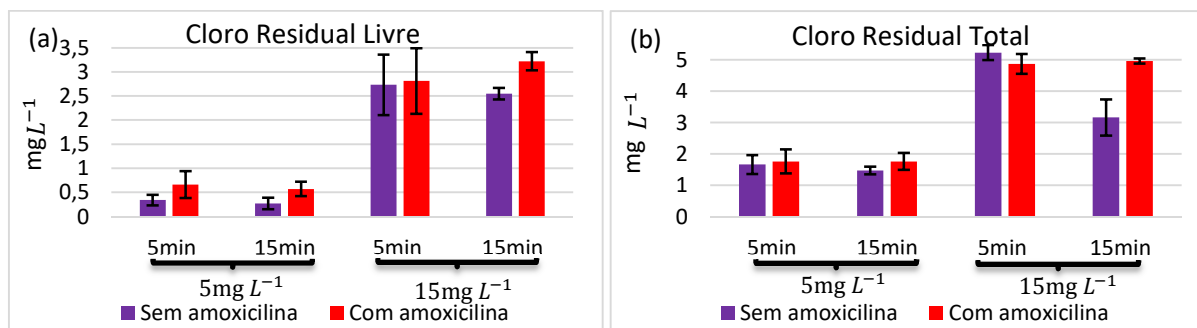 (a)
Cloro Residual Livre
mg L⁻¹
3,5
3
2,5
2
1,5
1
0,5
0
5min 15min 5min 15min
5mg L⁻¹ 15mg L⁻¹
Sem amoxicilina Com amoxicilina
(b)
Cloro Residual Total
mg L⁻¹
5
4
3
2
1
0
5min 15min 5min 15min
5mg L⁻¹ 15mg L⁻¹
Sem amoxicilina Com amoxicilina